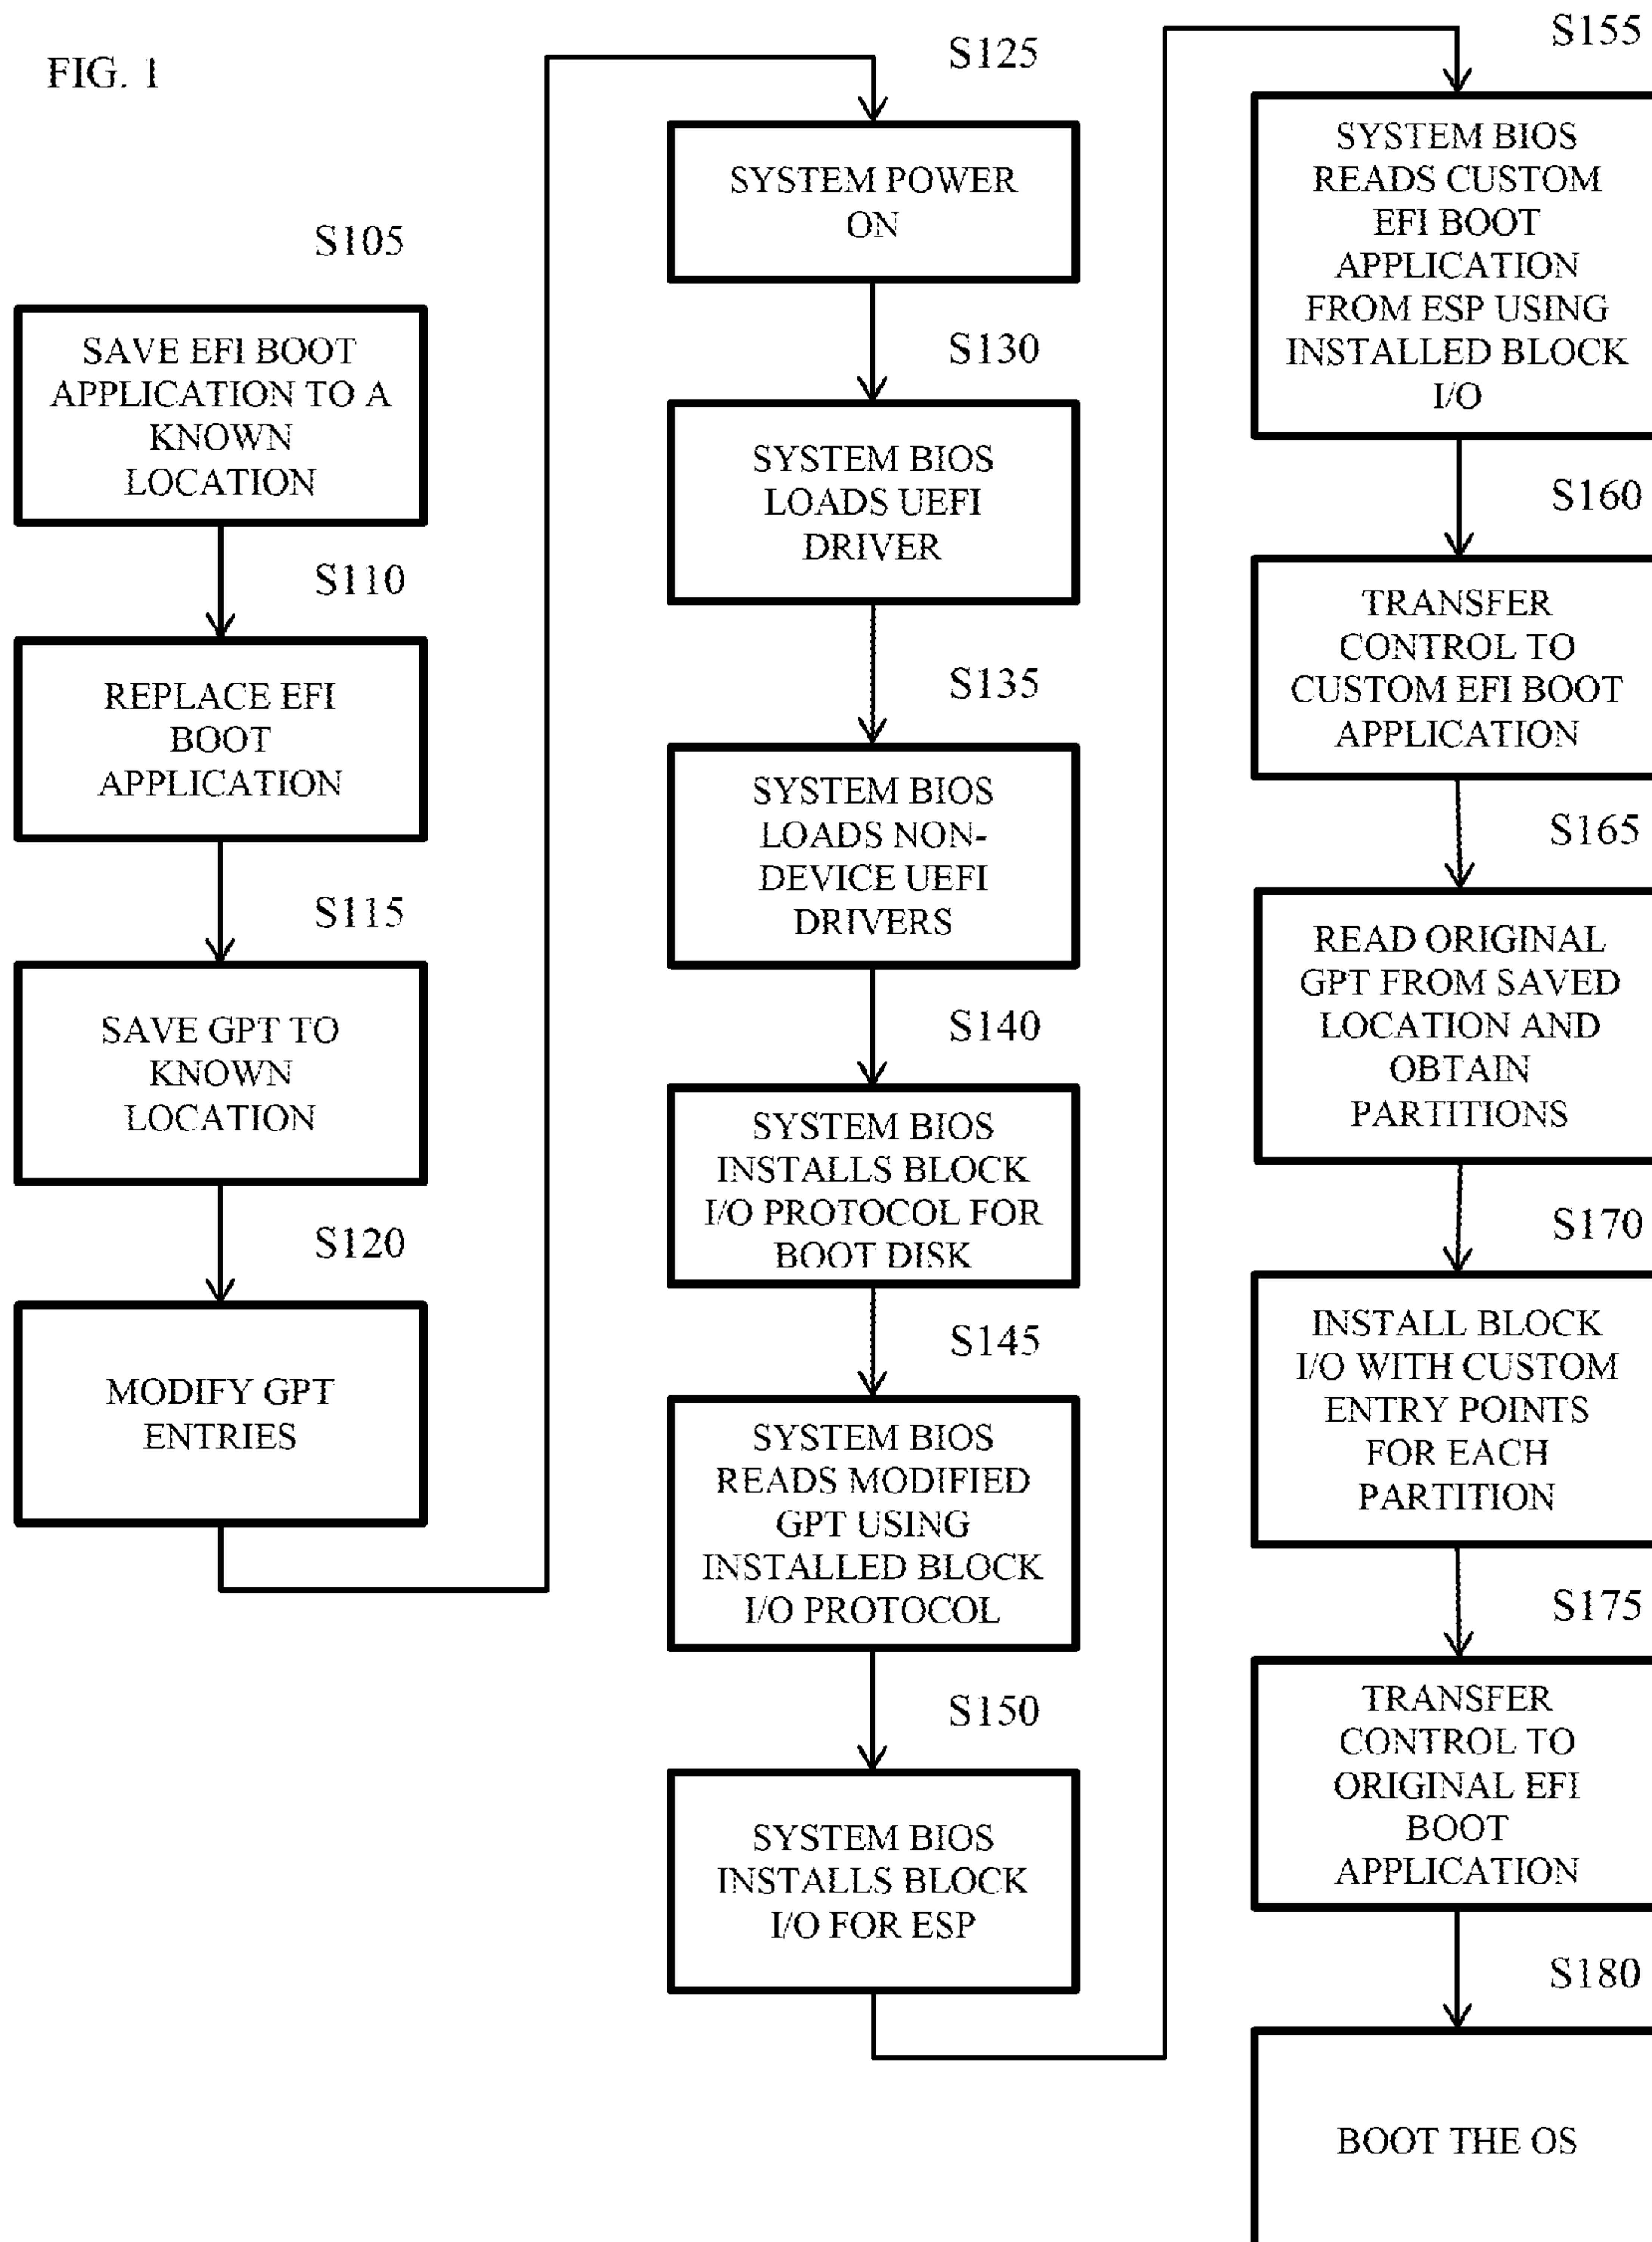 FIG. 1
S105
SAVE EFI BOOT
APPLICATION TO A
KNOWN
LOCATION
S110
REPLACE EFI
BOOT
APPLICATION
S115
SAVE GPT TO
KNOWN
LOCATION
S120
MODIFY GPT
ENTRIES
S125
SYSTEM POWER
ON
S130
SYSTEM BIOS
LOADS UEFI
DRIVER
S135
SYSTEM BIOS
LOADS NON-
DEVICE UEFI
DRIVERS
S140
SYSTEM BIOS
INSTALLS BLOCK
I/O PROTOCOL FOR
BOOT DISK
S145
SYSTEM BIOS
READS MODIFIED
GPT USING
INSTALLED BLOCK
I/O PROTOCOL
S150
SYSTEM BIOS
INSTALLS BLOCK
I/O FOR ESP
S155
SYSTEM BIOS
READS CUSTOM
EFI BOOT
APPLICATION
FROM ESP USING
INSTALLED BLOCK
I/O
S160
TRANSFER
CONTROL TO
CUSTOM EFI BOOT
APPLICATION
S165
READ ORIGINAL
GPT FROM SAVED
LOCATION AND
OBTAIN
PARTITIONS
S170
INSTALL BLOCK
I/O WITH CUSTOM
ENTRY POINTS
FOR EACH
PARTITION
S175
TRANSFER
CONTROL TO
ORIGINAL EFI
BOOT
APPLICATION
S180
BOOT THE OS